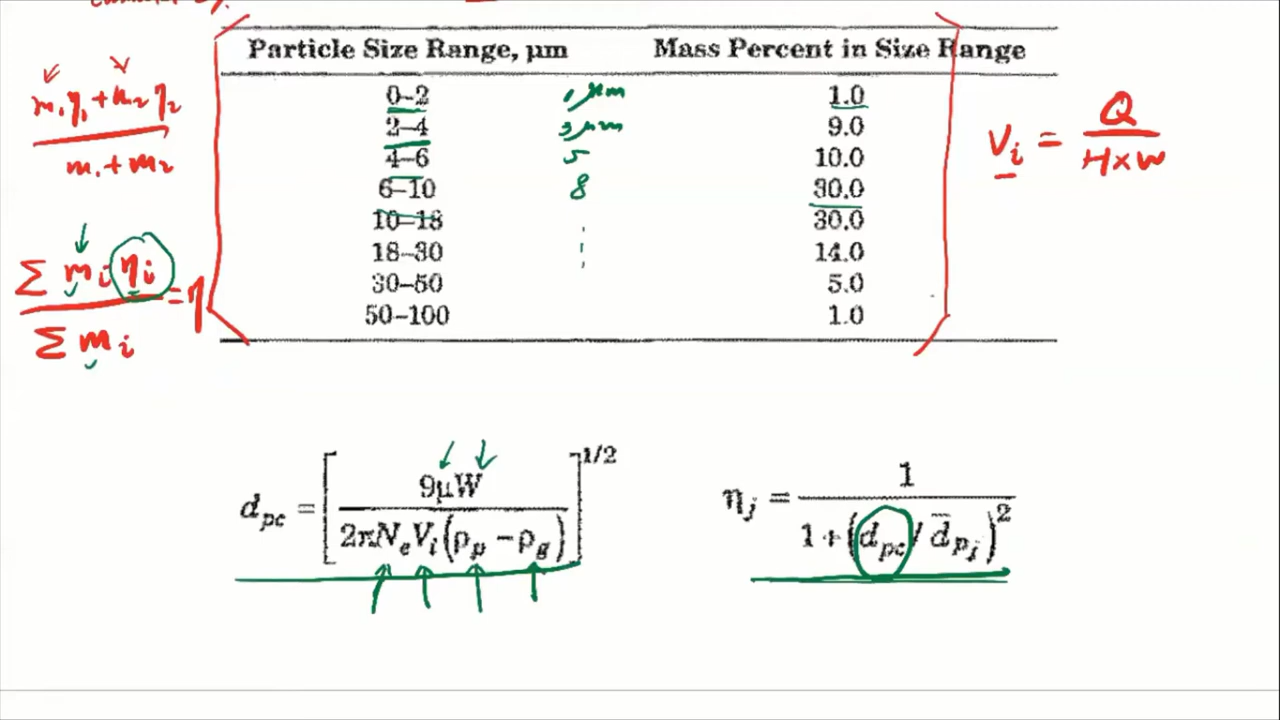 Particle Size Range, μm Mass Percent in Size Range
0–2 1 μm 1.0
2–4 3 μm 9.0
4–6 5 10.0
6–10 8 30.0
10–18 30.0
18–30 14.0
30–50 5.0
50–100 1.0
m₁η₁ + m₂η₂
m₁ + m₂
Σ mᵢ ηᵢ
= η
Σ mᵢ
Vᵢ = Q
H×W
d_pc = [9μW / 2πN_eV_i(ρ_p – ρ_g)]^1/2
η_j = 1 / 1 + (d_pc / d̄_pj)²